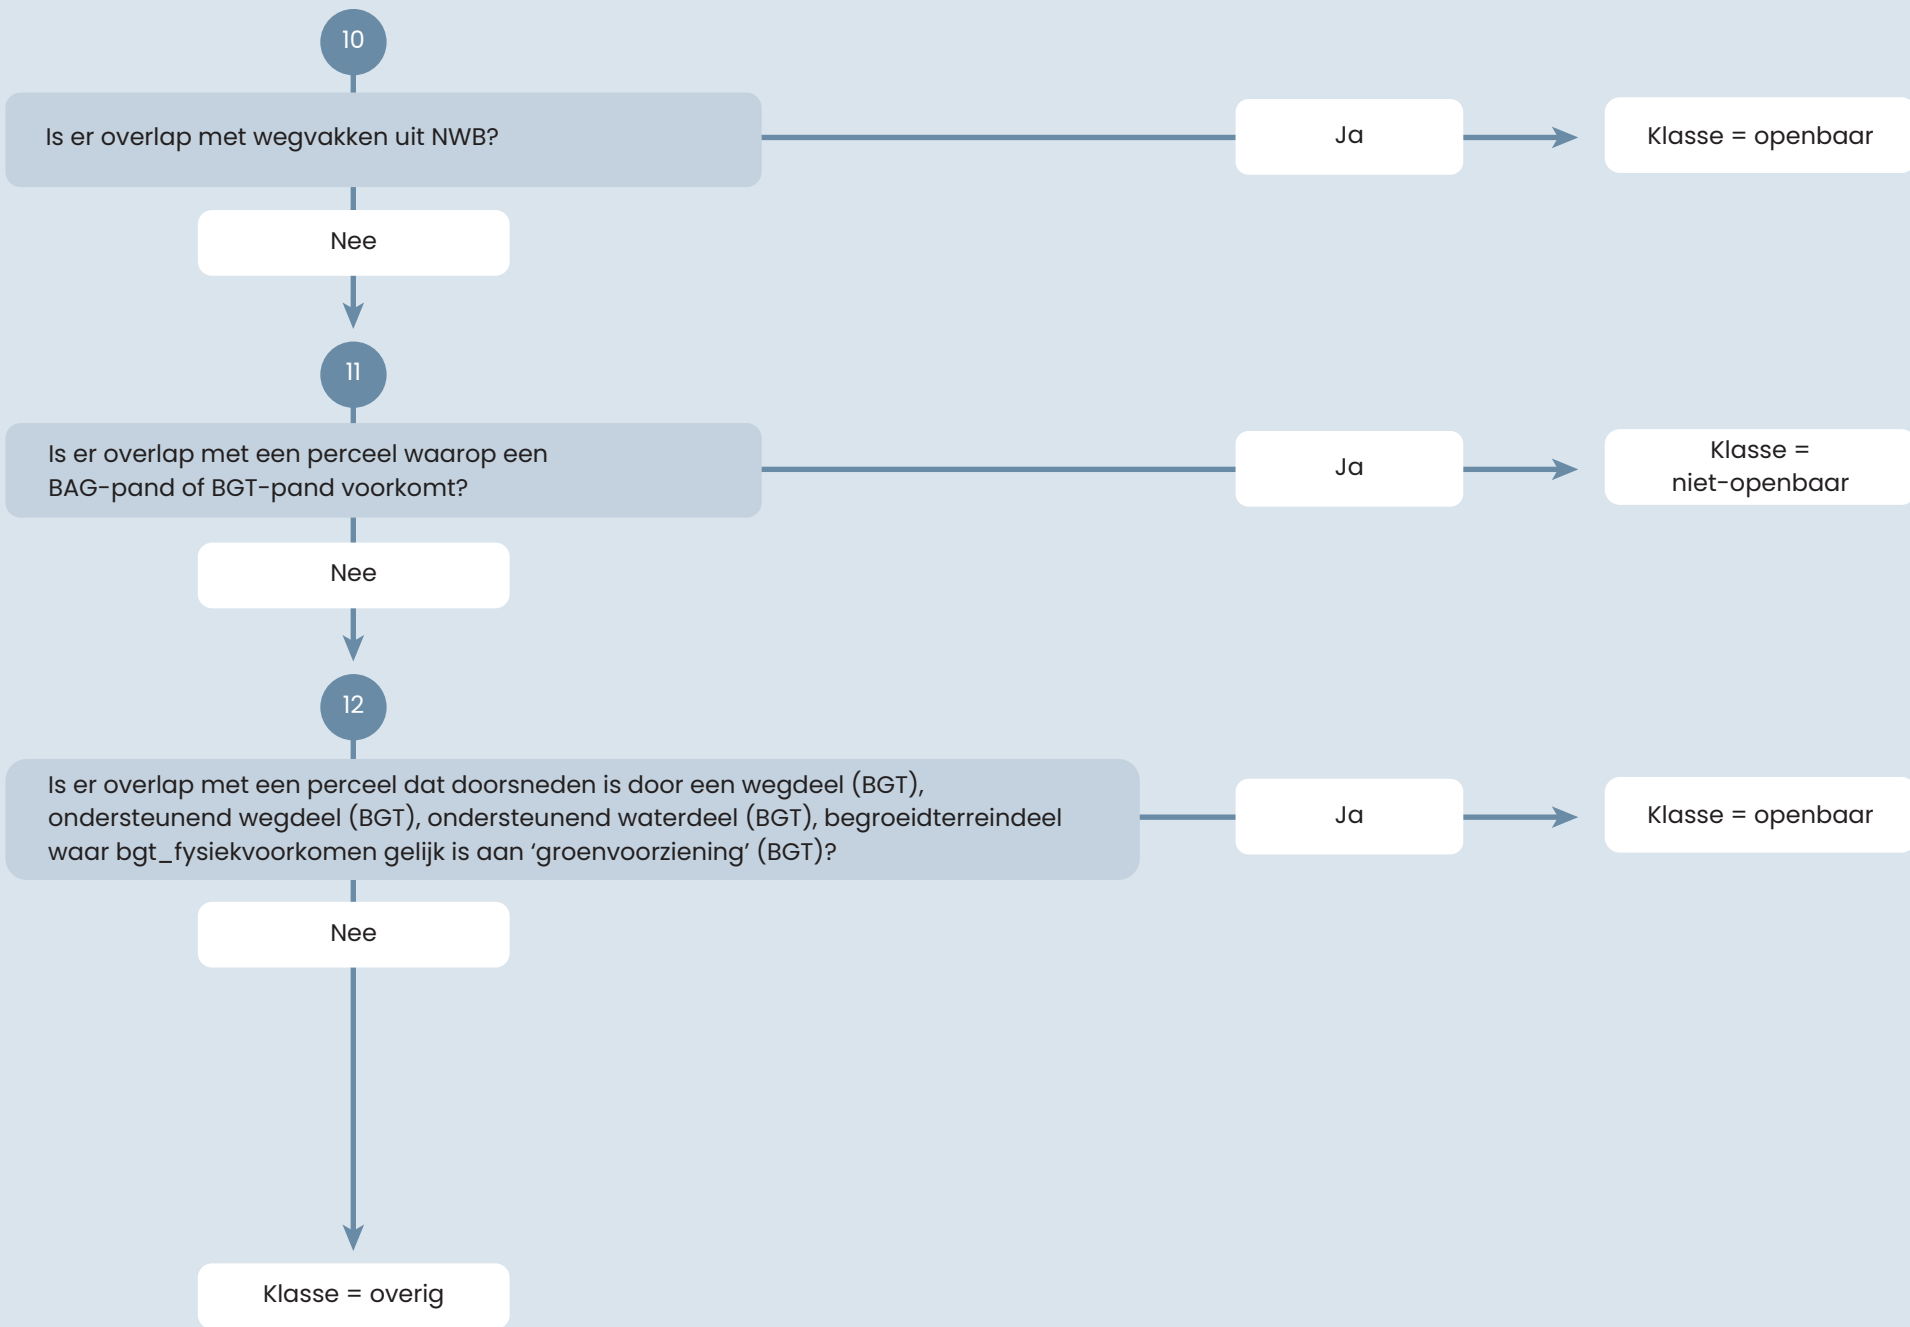 10
Is er overlap met wegvakken uit NWB?
Ja
Klasse = openbaar
Nee
11
Is er overlap met een perceel waarop een
BAG-pand of BGT-pand voorkomt?
Ja
Klasse =
niet-openbaar
Nee
12
Is er overlap met een perceel dat doorsneden is door een wegdeel (BGT),
ondersteunend wegdeel (BGT), ondersteunend waterdeel (BGT), begroeidterreindeel
waar bgt_fysiekvoorkomen gelijk is aan ‘groenvoorziening’ (BGT)?
Ja
Klasse = openbaar
Nee
Klasse = overig